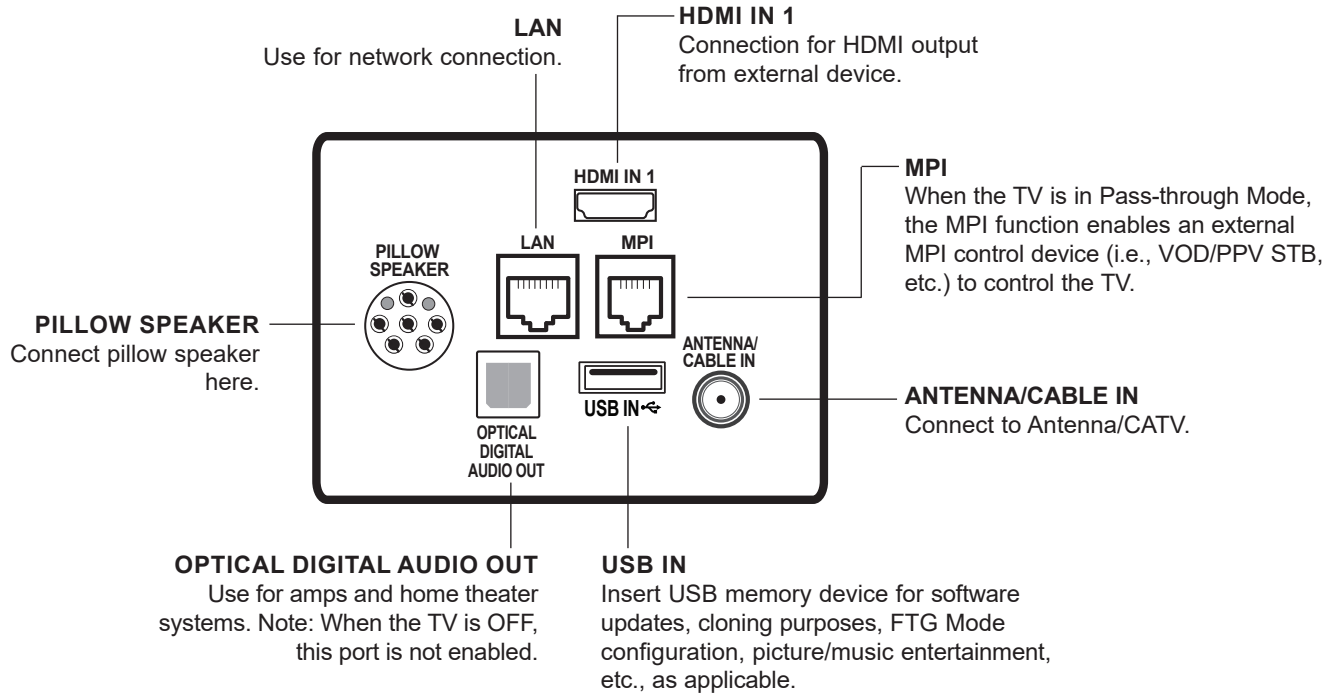 LAN
Use for network connection.
HDMI IN 1
Connection for HDMI output
from external device.
MPI
When the TV is in Pass-through Mode,
the MPI function enables an external
MPI control device (i.e., VOD/PPV STB,
etc.) to control the TV.
HDMI IN 1
LAN
MPI
PILLOW
SPEAKER
PILLOW SPEAKER
Connect pillow speaker
here.
ANTENNA/
CABLE IN
USB IN
OPTICAL
DIGITAL
AUDIO OUT
ANTENNA/CABLE IN
Connect to Antenna/CATV.
OPTICAL DIGITAL AUDIO OUT
Use for amps and home theater
systems. Note: When the TV is OFF,
this port is not enabled.
USB IN
Insert USB memory device for software
updates, cloning purposes, FTG Mode
configuration, picture/music entertainment,
etc., as applicable.